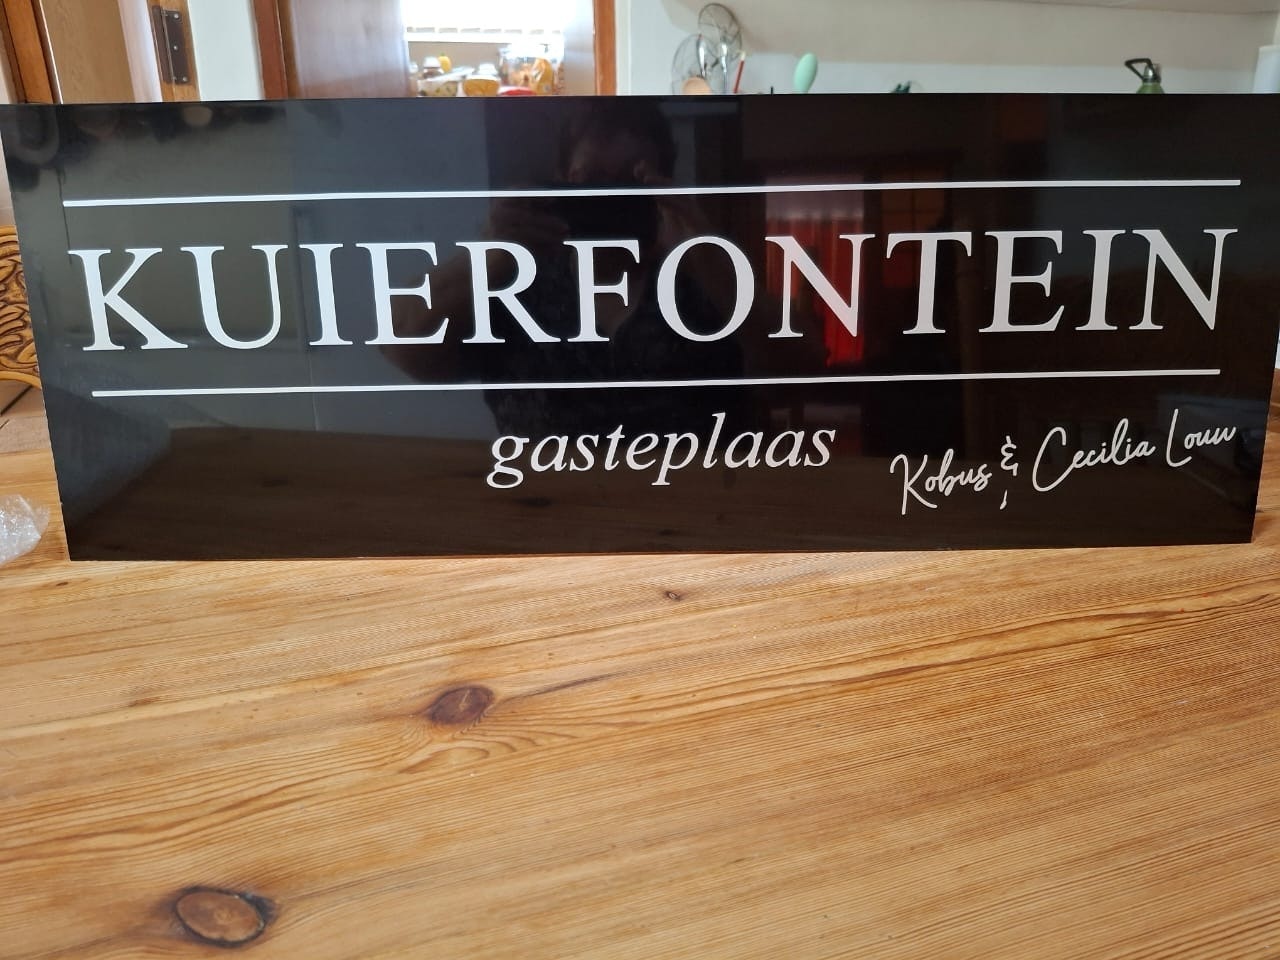 KUIERFONTEIN
gasteplaas
Kobus & Cecilia Louw